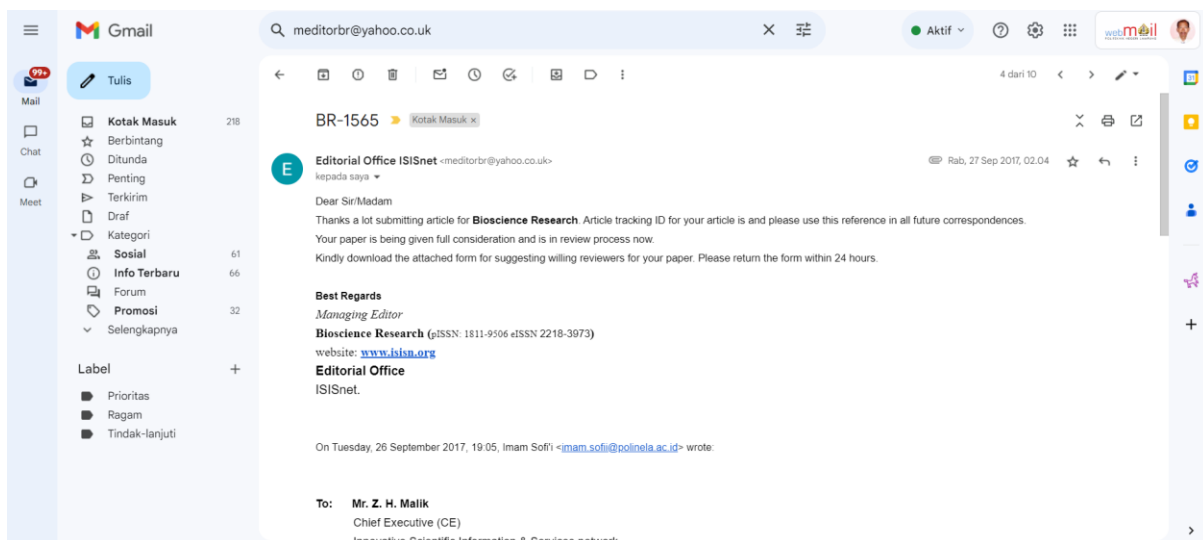 Gmail
meditorbr@yahoo.co.uk
Aktif
webmail
99+
Mail
Chat
Meet
Tulis
4 dari 10
31
Kotak Masuk 218
Berbintang
Ditunda
Penting
Terkirim
Draf
Kategori
Sosial 61
Info Terbaru 66
Forum
Promosi 32
Selengkapnya
Label
Prioritas
Ragam
Tindak-lanjuti
BR-1565 Kotak Masuk ×
E
Editorial Office ISISnet <meditorbr@yahoo.co.uk> Rab, 27 Sep 2017, 02.04
kepada saya
Dear Sir/Madam
Thanks a lot submitting article for Bioscience Research. Article tracking ID for your article is and please use this reference in all future correspondences.
Your paper is being given full consideration and is in review process now.
Kindly download the attached form for suggesting willing reviewers for your paper. Please return the form within 24 hours.
Best Regards
Managing Editor
Bioscience Research (pISSN: 1811-9506 eISSN 2218-3973)
website: www.isisn.org
Editorial Office
ISISnet.
On Tuesday, 26 September 2017, 19:05, Imam Sofi'i <imam.sofii@polinela.ac.id> wrote:
To: Mr. Z. H. Malik
Chief Executive (CE)
Innovative Scientific Information & Services network